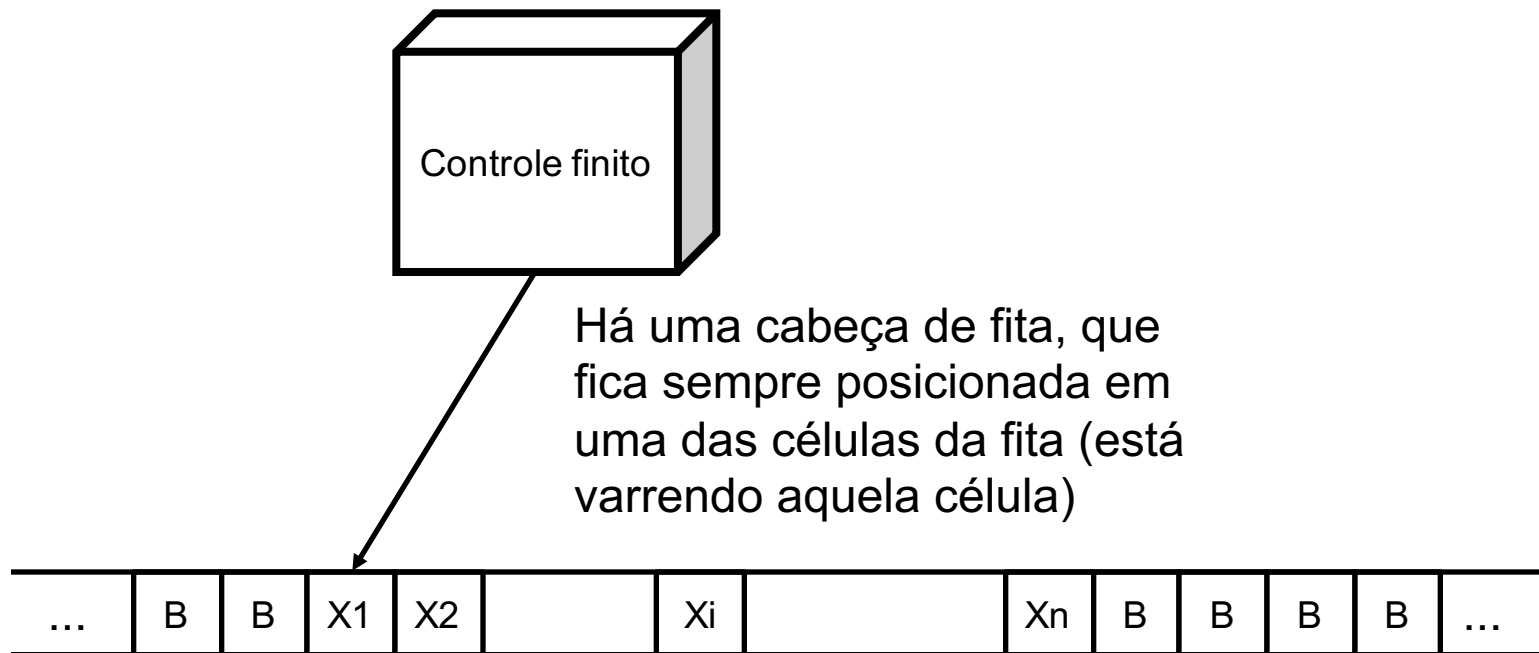 Controle finito
Há uma cabeça de fita, que
fica sempre posicionada em
uma das células da fita (está
varrendo aquela célula)
... B B X1 X2 Xi Xn B B B B ...